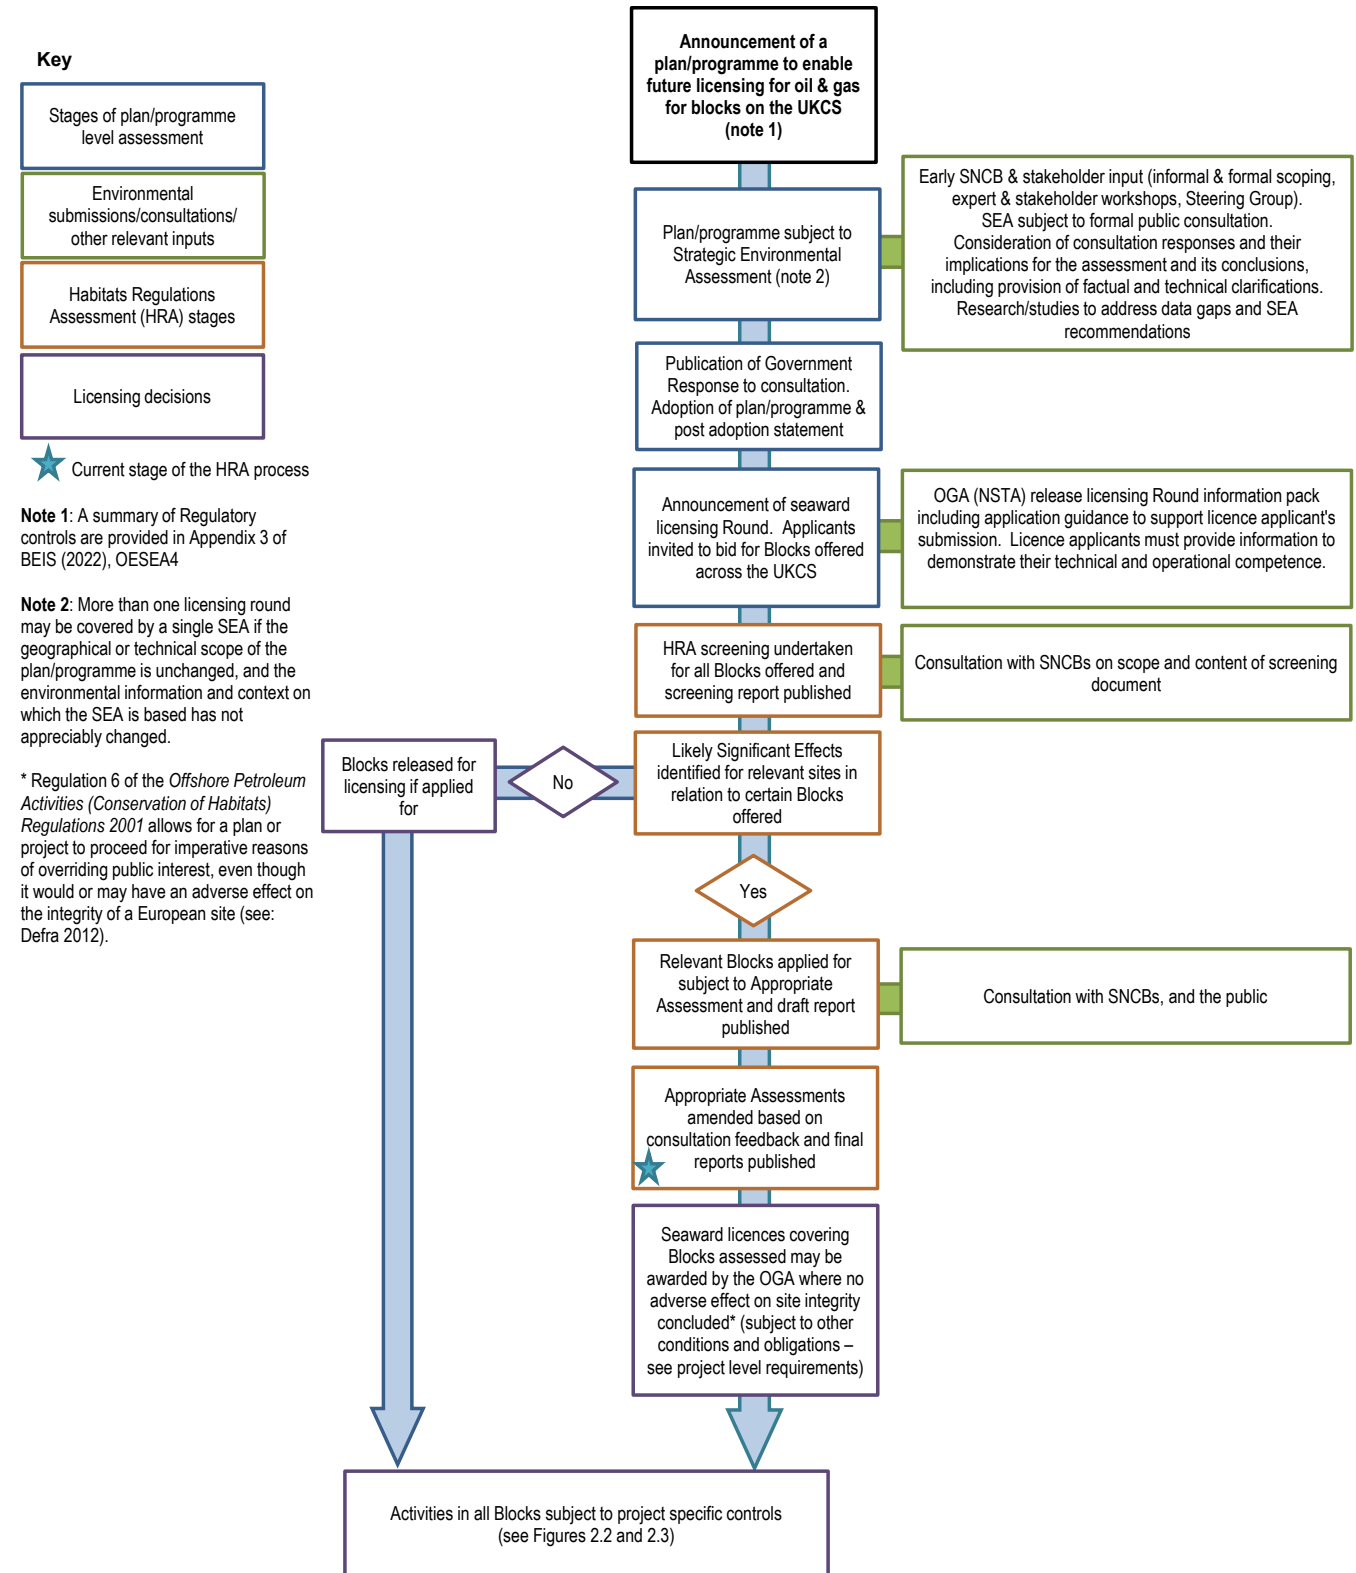 Key
Stages of plan/programme
level assessment
Environmental
submissions/consultations/
other relevant inputs
Habitats Regulations
Assessment (HRA) stages
Licensing decisions
Current stage of the HRA process
Note 1: A summary of Regulatory
controls are provided in Appendix 3 of
BEIS (2022), OESEA4
Note 2: More than one licensing round
may be covered by a single SEA if the
geographical or technical scope of the
plan/programme is unchanged, and the
environmental information and context on
which the SEA is based has not
appreciably changed.
* Regulation 6 of the Offshore Petroleum
Activities (Conservation of Habitats)
Regulations 2001 allows for a plan or
project to proceed for imperative reasons
of overriding public interest, even though
it would or may have an adverse effect on
the integrity of a European site (see:
Defra 2012).
Announcement of a
plan/programme to enable
future licensing for oil & gas
for blocks on the UKCS
(note 1)
Plan/programme subject to
Strategic Environmental
Assessment (note 2)
Early SNCB & stakeholder input (informal & formal scoping,
expert & stakeholder workshops, Steering Group).
SEA subject to formal public consultation.
Consideration of consultation responses and their
implications for the assessment and its conclusions,
including provision of factual and technical clarifications.
Research/studies to address data gaps and SEA
recommendations
Publication of Government
Response to consultation.
Adoption of plan/programme &
post adoption statement
Announcement of seaward
licensing Round. Applicants
invited to bid for Blocks offered
across the UKCS
OGA (NSTA) release licensing Round information pack
including application guidance to support licence applicant's
submission. Licence applicants must provide information to
demonstrate their technical and operational competence.
HRA screening undertaken
for all Blocks offered and
screening report published
Consultation with SNCBs on scope and content of screening
document
Likely Significant Effects
identified for relevant sites in
relation to certain Blocks
offered
No
Blocks released for
licensing if applied
for
Yes
Relevant Blocks applied for
subject to Appropriate
Assessment and draft report
published
Consultation with SNCBs, and the public
Appropriate Assessments
amended based on
consultation feedback and final
reports published
Seaward licences covering
Blocks assessed may be
awarded by the OGA where no
adverse effect on site integrity
concluded* (subject to other
conditions and obligations –
see project level requirements)
Activities in all Blocks subject to project specific controls
(see Figures 2.2 and 2.3)